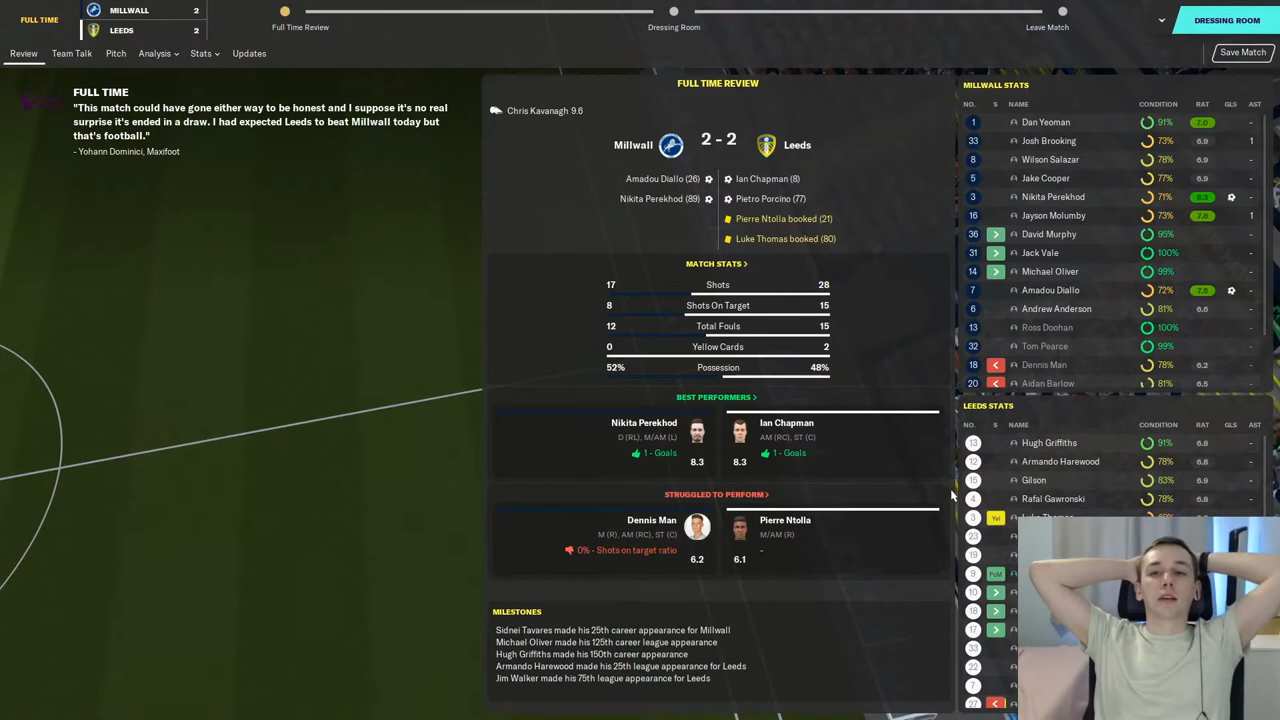 FULL TIME
MILLWALL 2
LEEDS 2
Full Time Review
Dressing Room
Leave Match
DRESSING ROOM
Review Team Talk Pitch Analysis Stats Updates
Save Match
FULL TIME
"This match could have gone either way to be honest and I suppose it's no real
surprise it's ended in a draw. I had expected Leeds to beat Millwall today but
that's football."
- Yohann Dominici, Maxifoot
FULL TIME REVIEW
Chris Kavanagh 9.6
Millwall 2 - 2 Leeds
Amadou Diallo (26) Ian Chapman (8)
Nikita Perekhod (89) Pietro Porcino (77)
Pierre Ntolla booked (21)
Luke Thomas booked (80)
MATCH STATS >
17 Shots 28
8 Shots On Target 15
12 Total Fouls 15
0 Yellow Cards 2
52% Possession 48%
BEST PERFORMERS >
Nikita Perekhod Ian Chapman
D (RL), M/AM (L) AM (RC), ST (C)
1 - Goals 1 - Goals
8.3 8.3
STRUGGLED TO PERFORM >
Dennis Man Pierre Ntolla
M (R), AM (RC), ST (C) M/AM (R)
0% - Shots on target ratio -
6.2 6.1
MILESTONES
Sidnei Tavares made his 25th career appearance for Millwall
Michael Oliver made his 125th career league appearance
Hugh Griffiths made his 150th career appearance
Armando Harewood made his 25th league appearance for Leeds
Jim Walker made his 75th league appearance for Leeds
MILLWALL STATS
NO. S NAME CONDITION RAT GLS AST
1 Dan Yeoman 91% 7.0 - -
33 Josh Brooking 73% 6.9 - 1
8 Wilson Salazar 78% 6.9 - -
5 Jake Cooper 77% 6.9 - -
3 Nikita Perekhod 71% 8.3 -
16 Jayson Molumby 73% 7.8 - 1
36 > David Murphy 95% - -
31 > Jack Vale 100% - -
14 > Michael Oliver 99% - -
7 Amadou Diallo 72% 7.5 -
6 Andrew Anderson 81% 6.6 - -
13 Ross Doohan 100% - -
32 Tom Pearce 99% - -
18 < Dennis Man 78% 6.2 - -
20 < Aidan Barlow 81% 6.5 - -
LEEDS STATS
NO. S NAME CONDITION RAT GLS AST
13 Hugh Griffiths 91% 6.8 - -
12 Armando Harewood 78% 6.8 - -
15 Gilson 83% 6.9 - -
4 Rafal Gawronski 78% 6.8 - -
3 Yel Luke Thomas
23
19
9 PoM
10 >
18 >
17 >
33
22
7
27 <